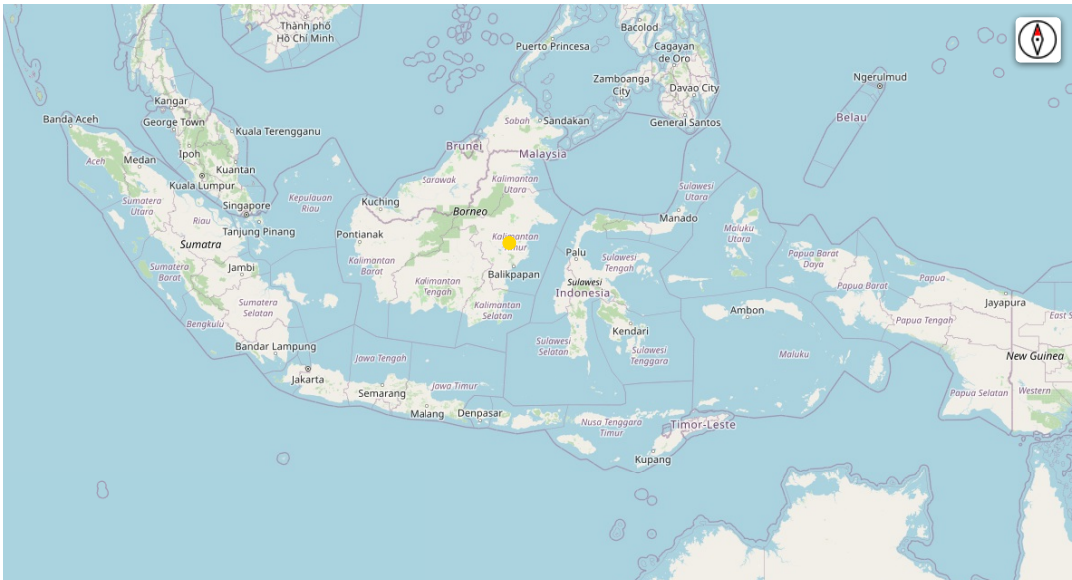 Thành phố
Hồ Chí Minh
Puerto Princesa
Bacolod
Cagayan
de Oro
Zamboanga
City
Davao City
General Santos
Ngerulmud
Belau
Kangar
George Town
Kuala Terengganu
Ipoh
Kuantan
Kuala Lumpur
Singapore
Banda Aceh
Aceh
Medan
Sumatera
Utara
Riau
Tanjung Pinang
Kepulauan
Riau
Sumatra
Sumatera
Barat
Jambi
Sumatera
Selatan
Bengkulu
Bandar Lampung
Sabah
Sandakan
Brunei
Malaysia
Sarawak
Kalimantan
Utara
Kuching
Borneo
Pontianak
Kalimantan
Barat
Kalimantan
Balikpapan
Kalimantan
Tengah
Kalimantan
Selatan
Sulawesi
Utara
Manado
Palu
Sulawesi
Tengah
Sulawesi
Indonesia
Kendari
Sulawesi
Selatan
Sulawesi
Tenggara
Maluku
Utara
Papua Barat
Daya
Papua Barat
Papua
Jayapura
Papua Tengah
East S
New Guinea
Papua Selatan
Western
Ambon
Maluku
Jakarta
Jawa Tengah
Semarang
Jawa Timur
Malang
Denpasar
Nusa Tenggara
Timur
Timor-Leste
Kupang